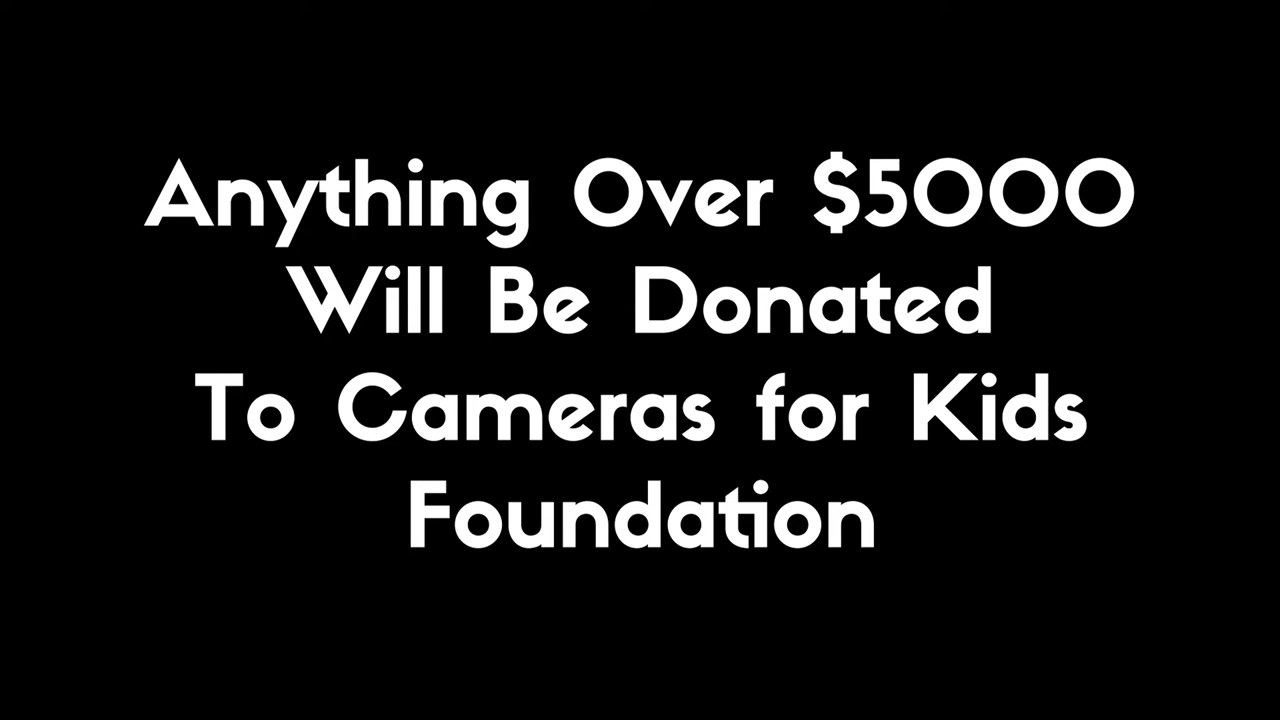 Anything Over $5000
Will Be Donated
To Cameras for Kids
Foundation